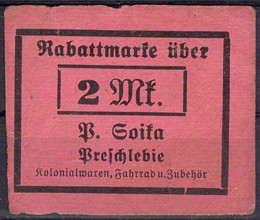 Rabattmarke über
2 Mk.
P. Soika
Preschlebie
Kolonialwaren, Fahrrad u. Zubehör